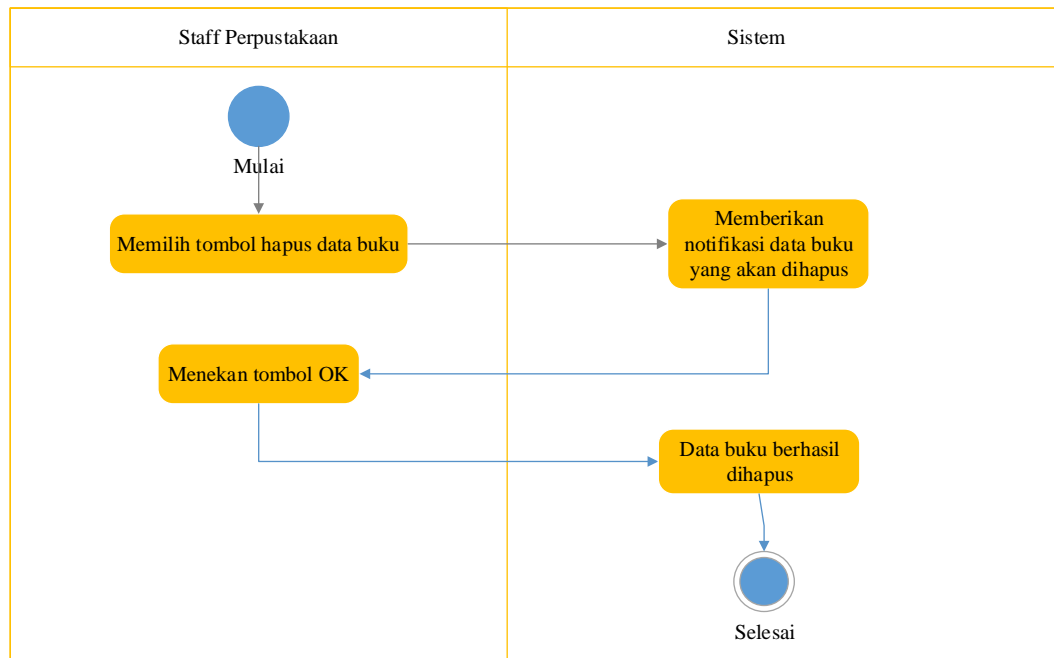 Staff Perpustakaan
Sistem
Mulai
Memilih tombol hapus data buku
Memberikan
notifikasi data buku
yang akan dihapus
Menekan tombol OK
Data buku berhasil
dihapus
Selesai